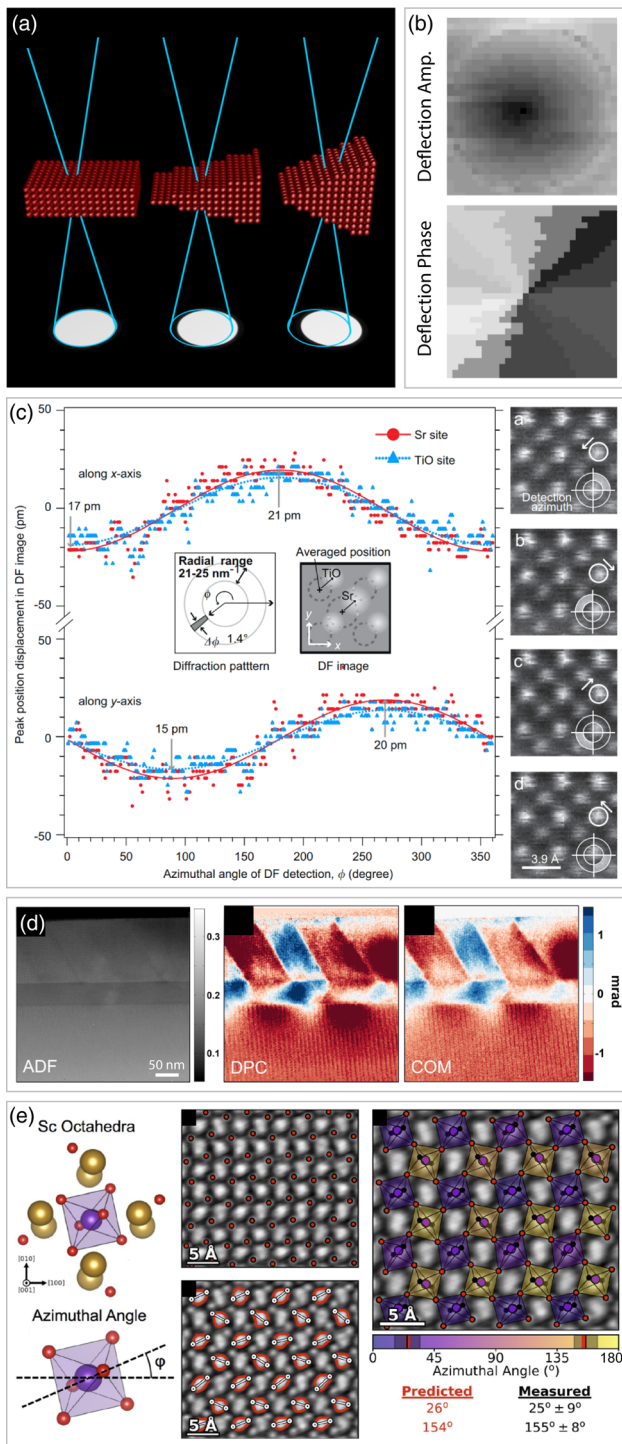 (a)
(b)
Deflection Amp.
Deflection Phase
(c)
50
0
-50
50
0
-50
Peak position displacement in DF image (pm)
along x-axis
17 pm
21 pm
Sr site
TiO site
Radial range
21-25 nm⁻¹
ϕ
Δϕ
1.4°
Diffraction patttern
Averaged position
TiO
Sr
y
x
DF image
along y-axis
15 pm
20 pm
0
50
100
150
200
250
300
350
Azimuthal angle of DF detection, ϕ (degree)
a
Detection
azimuth
b
c
d
3.9 Å
(d)
ADF
50 nm
0.3
0.2
0.1
DPC
COM
1
0
-1
mrad
(e)
Sc Octahedra
[010]
[001]
[100]
Azimuthal Angle
φ
5 Å
5 Å
5 Å
0
45
90
135
180
Azimuthal Angle (°)
Predicted
Measured
26°
25° ± 9°
154°
155° ± 8°